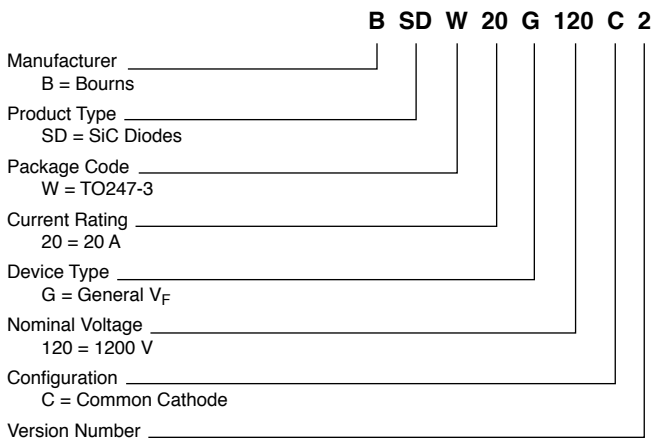 B SD W 20 G 120 C 2
Manufacturer
B = Bourns
Product Type
SD = SiC Diodes
Package Code
W = TO247-3
Current Rating
20 = 20 A
Device Type
G = General VF
Nominal Voltage
120 = 1200 V
Configuration
C = Common Cathode
Version Number